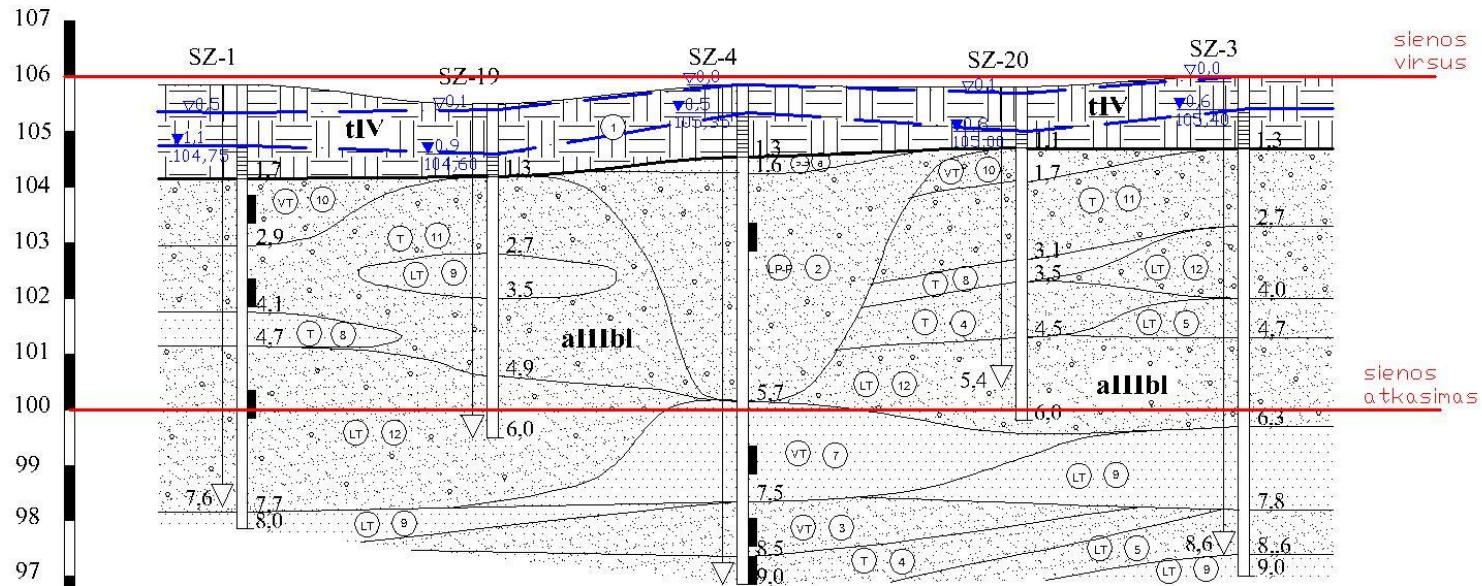 107
106
105
104
103
102
101
100
99
98
97
SZ-1
SZ-19
SZ-4
SZ-20
SZ-3
sienos
virsus
sienos
atkasimas
0,5
1,1
104,75
0,1
0,9
104,60
0,0
0,5
105,35
0,1
0,8
105,00
0,0
0,6
105,40
tIV
tIV
1
1,7
1,3
1,3
1,6
1,1
1,7
1,3
VT 10
VT 10
T 11
T 11
2,9
2,7
3,1
2,7
LT 9
LP-P 2
3,5
3,5
T 8
LT 12
4,1
4,0
4,7
T 8
T 4
4,5
LT 5
4,7
aIIIbl
aIIIbl
4,9
5,7
LT 12
5,4
LT 12
6,0
6,0
6,3
VT 7
LT 9
7,6
7,7
7,5
7,8
8,0
LT 9
VT 3
8,5
T 4
LT 5
8,6
8,6
9,0
LT 9
9,0